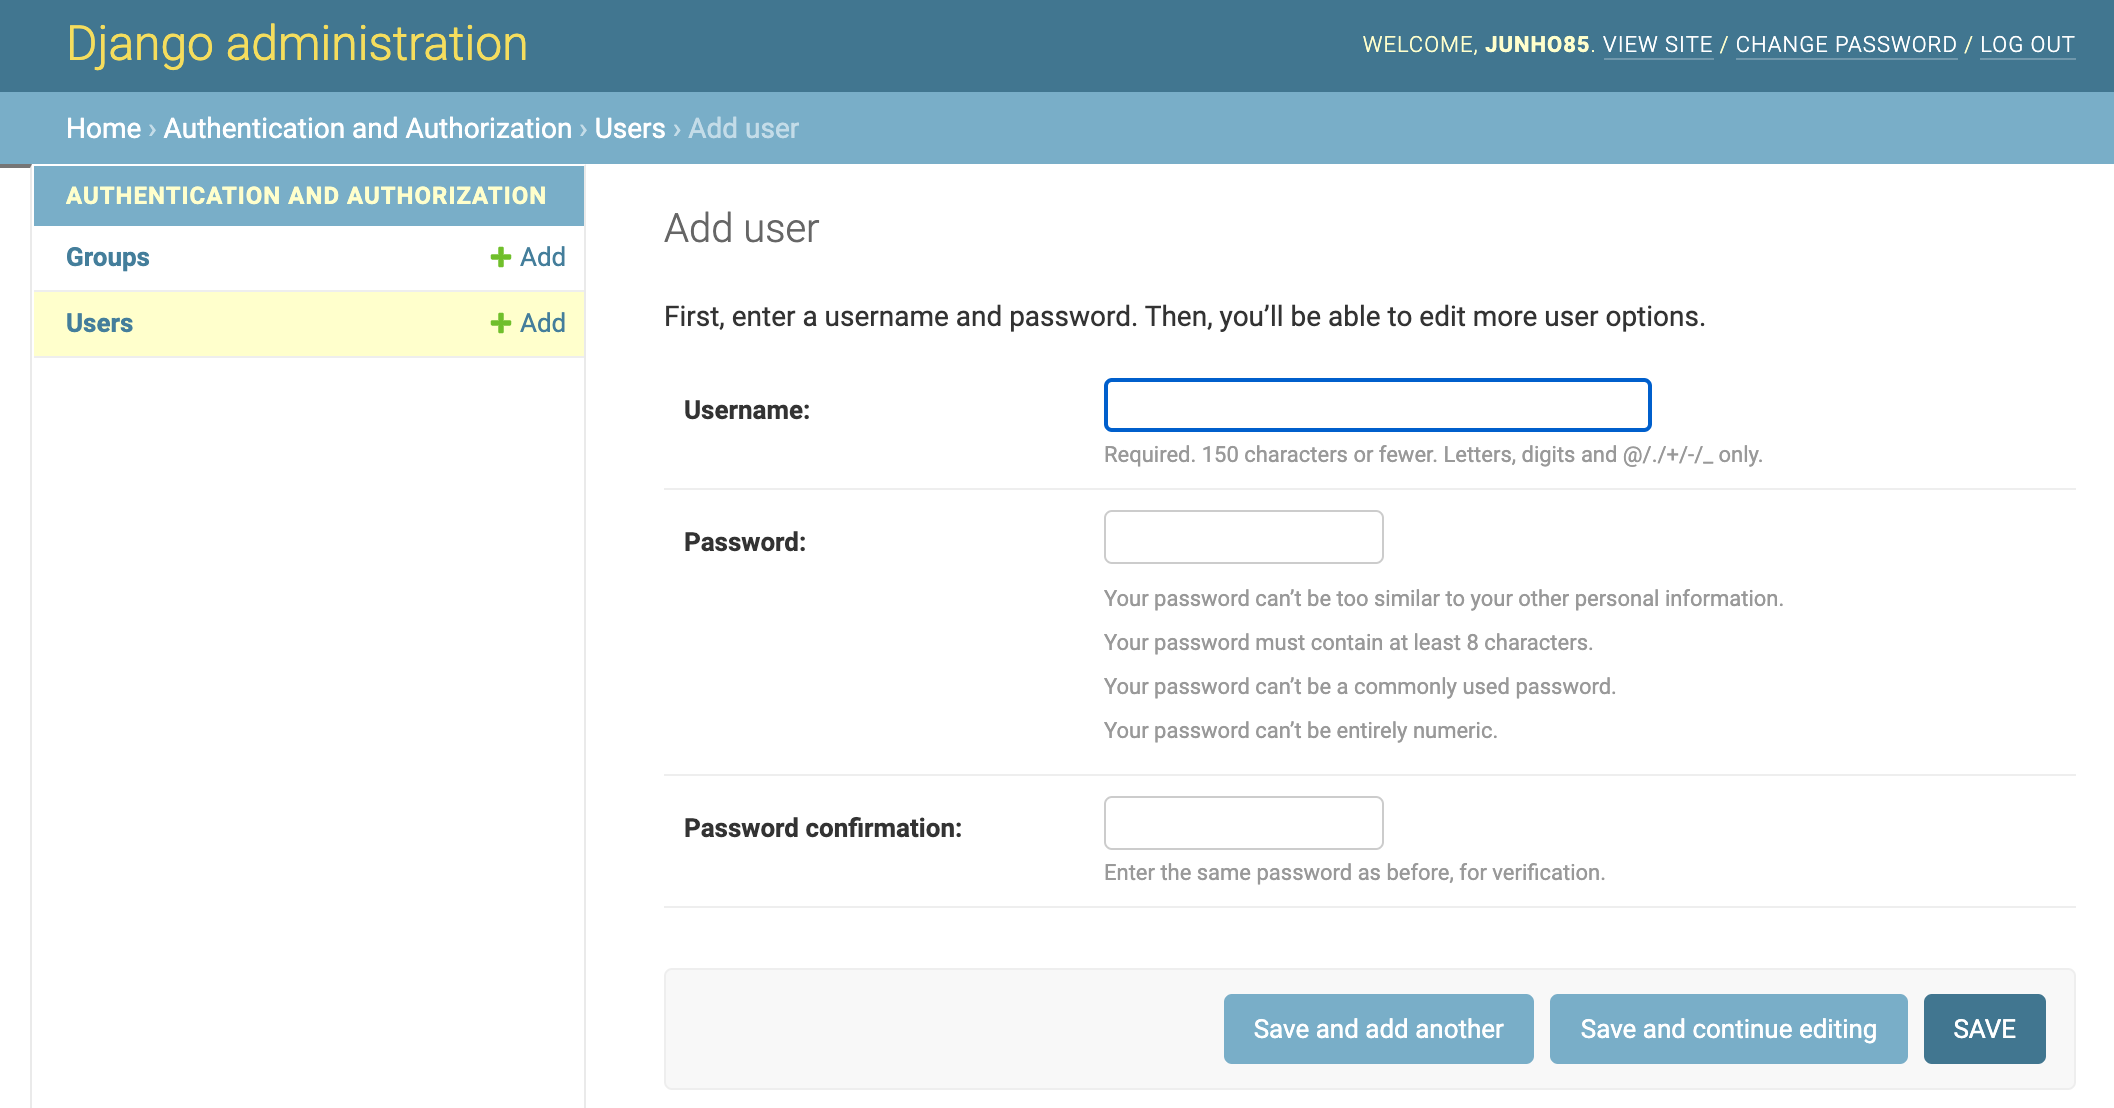 Django administration
WELCOME, JUNHO85. VIEW SITE / CHANGE PASSWORD / LOG OUT
Home › Authentication and Authorization › Users › Add user
AUTHENTICATION AND AUTHORIZATION
Groups
Add
Users
Add
Add user
First, enter a username and password. Then, you’ll be able to edit more user options.
Username:
Required. 150 characters or fewer. Letters, digits and @/./+/-/_ only.
Password:
Your password can’t be too similar to your other personal information.
Your password must contain at least 8 characters.
Your password can’t be a commonly used password.
Your password can’t be entirely numeric.
Password confirmation:
Enter the same password as before, for verification.
Save and add another
Save and continue editing
SAVE